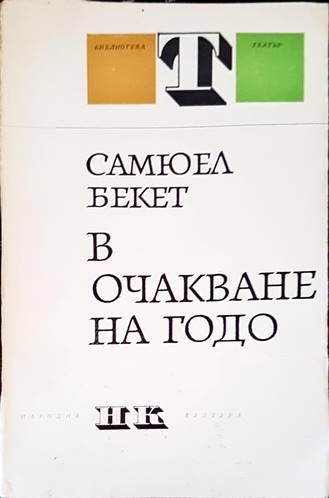 БИБЛИОТЕКА Т ТЕАТЪР
САМЮЕЛ
БЕКЕТ
В
ОЧАКВАНЕ
НА ГОДО
НАРОДНА НК КУЛТУРА